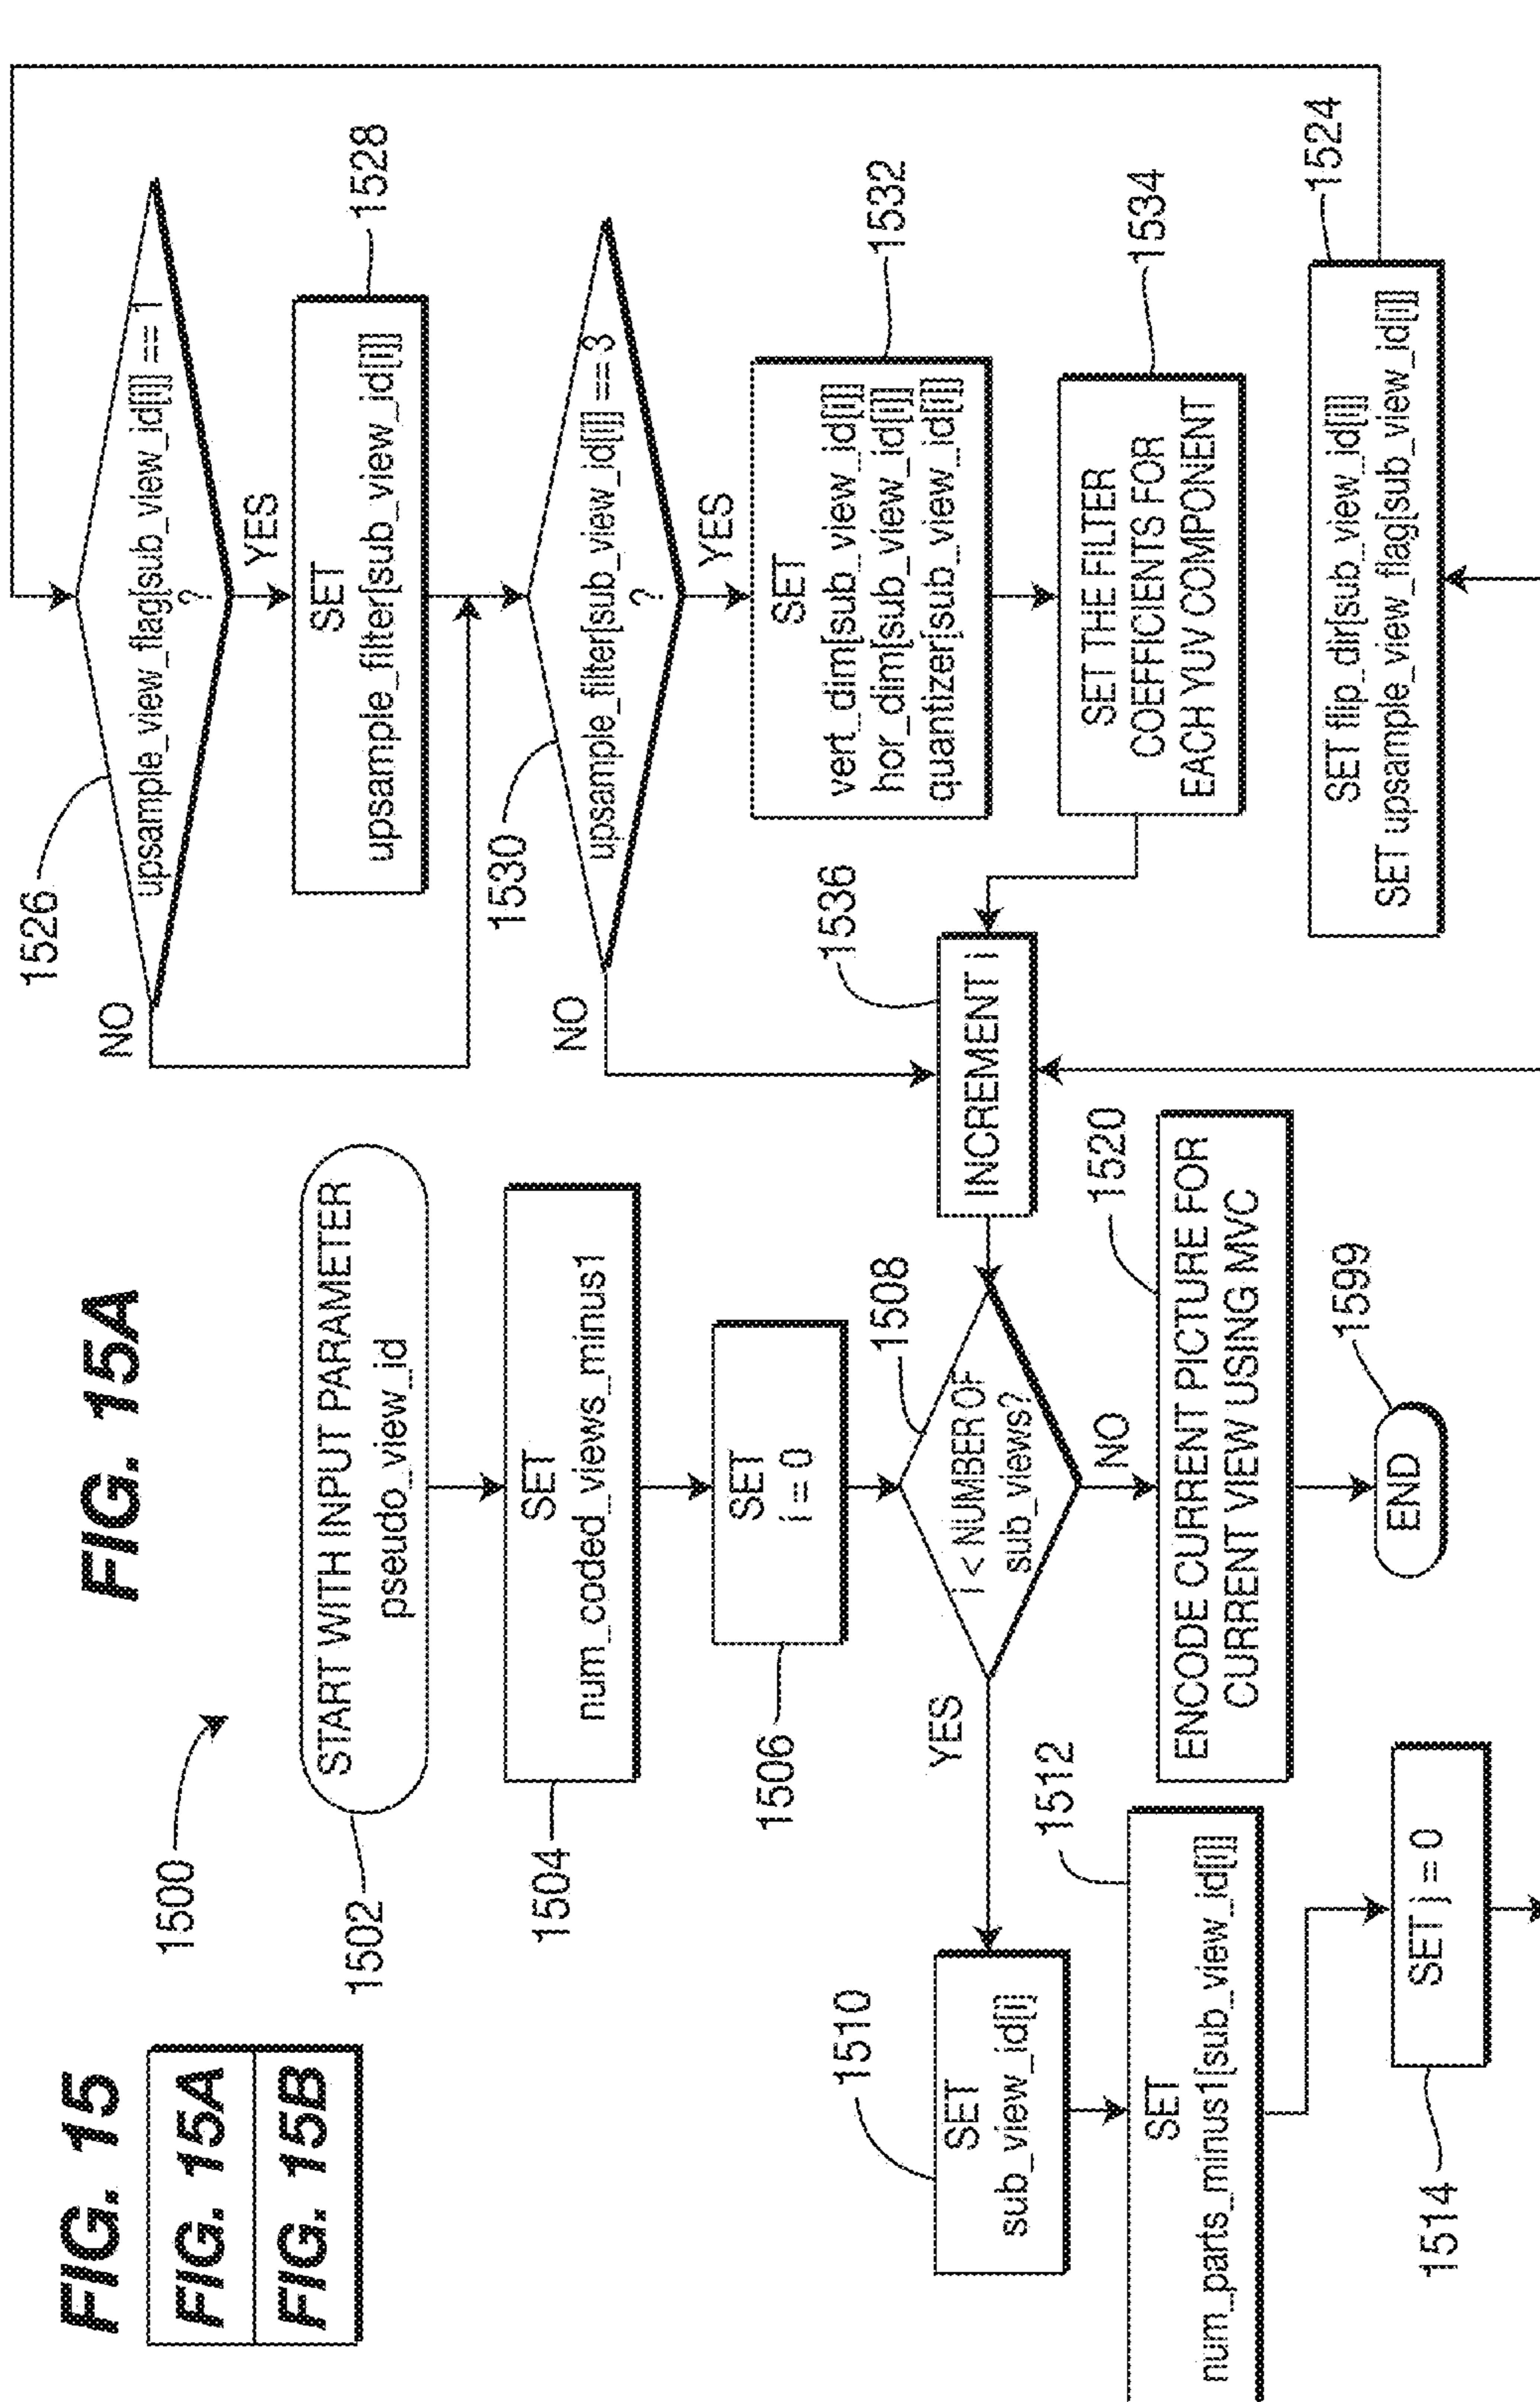 FIG. 15
FIG. 15A
FIG. 15B
FIG. 15A
1500
1502
START WITH INPUT PARAMETER
pseudo_view_id
1504
SET
num_coded_views_minus1
1506
SET
i = 0
1508
i < NUMBER OF
sub_views?
YES
NO
1510
SET
sub_view_id[i]
1512
SET
num_parts_minus1[sub_view_id[i]]
1514
SET j = 0
1520
ENCODE CURRENT PICTURE FOR
CURRENT VIEW USING MVC
1599
END
1526
upsample_view_flag[sub_view_id[i]] == 1
?
NO
YES
1528
SET
upsample_filter[sub_view_id[i]]
1530
upsample_filter[sub_view_id[i]] == 3
?
NO
YES
1532
SET
vert_dim[sub_view_id[i]]
hor_dim[sub_view_id[i]]
quantizer[sub_view_id[i]]
1534
SET THE FILTER
COEFFICIENTS FOR
EACH YUV COMPONENT
1536
INCREMENT i
1524
SET flip_dir[sub_view_id[i]]
SET upsample_view_flag[sub_view_id[i]]